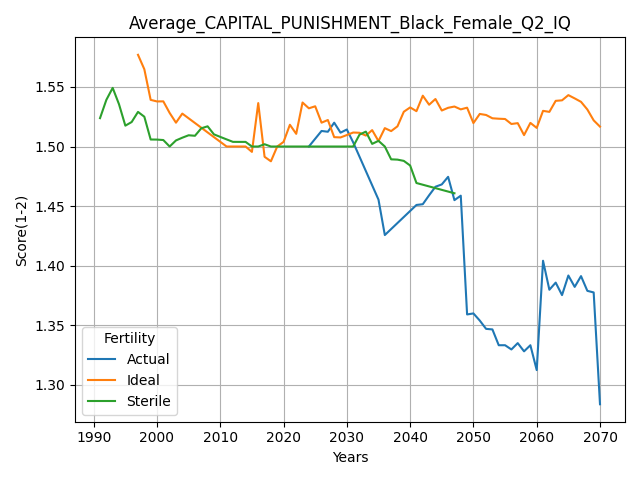 Average_CAPITAL_PUNISHMENT_Black_Female_Q2_IQ
Score(1-2)
1.55
1.50
1.45
1.40
1.35
1.30
Fertility
Actual
Ideal
Sterile
1990
2000
2010
2020
2030
2040
2050
2060
2070
Years